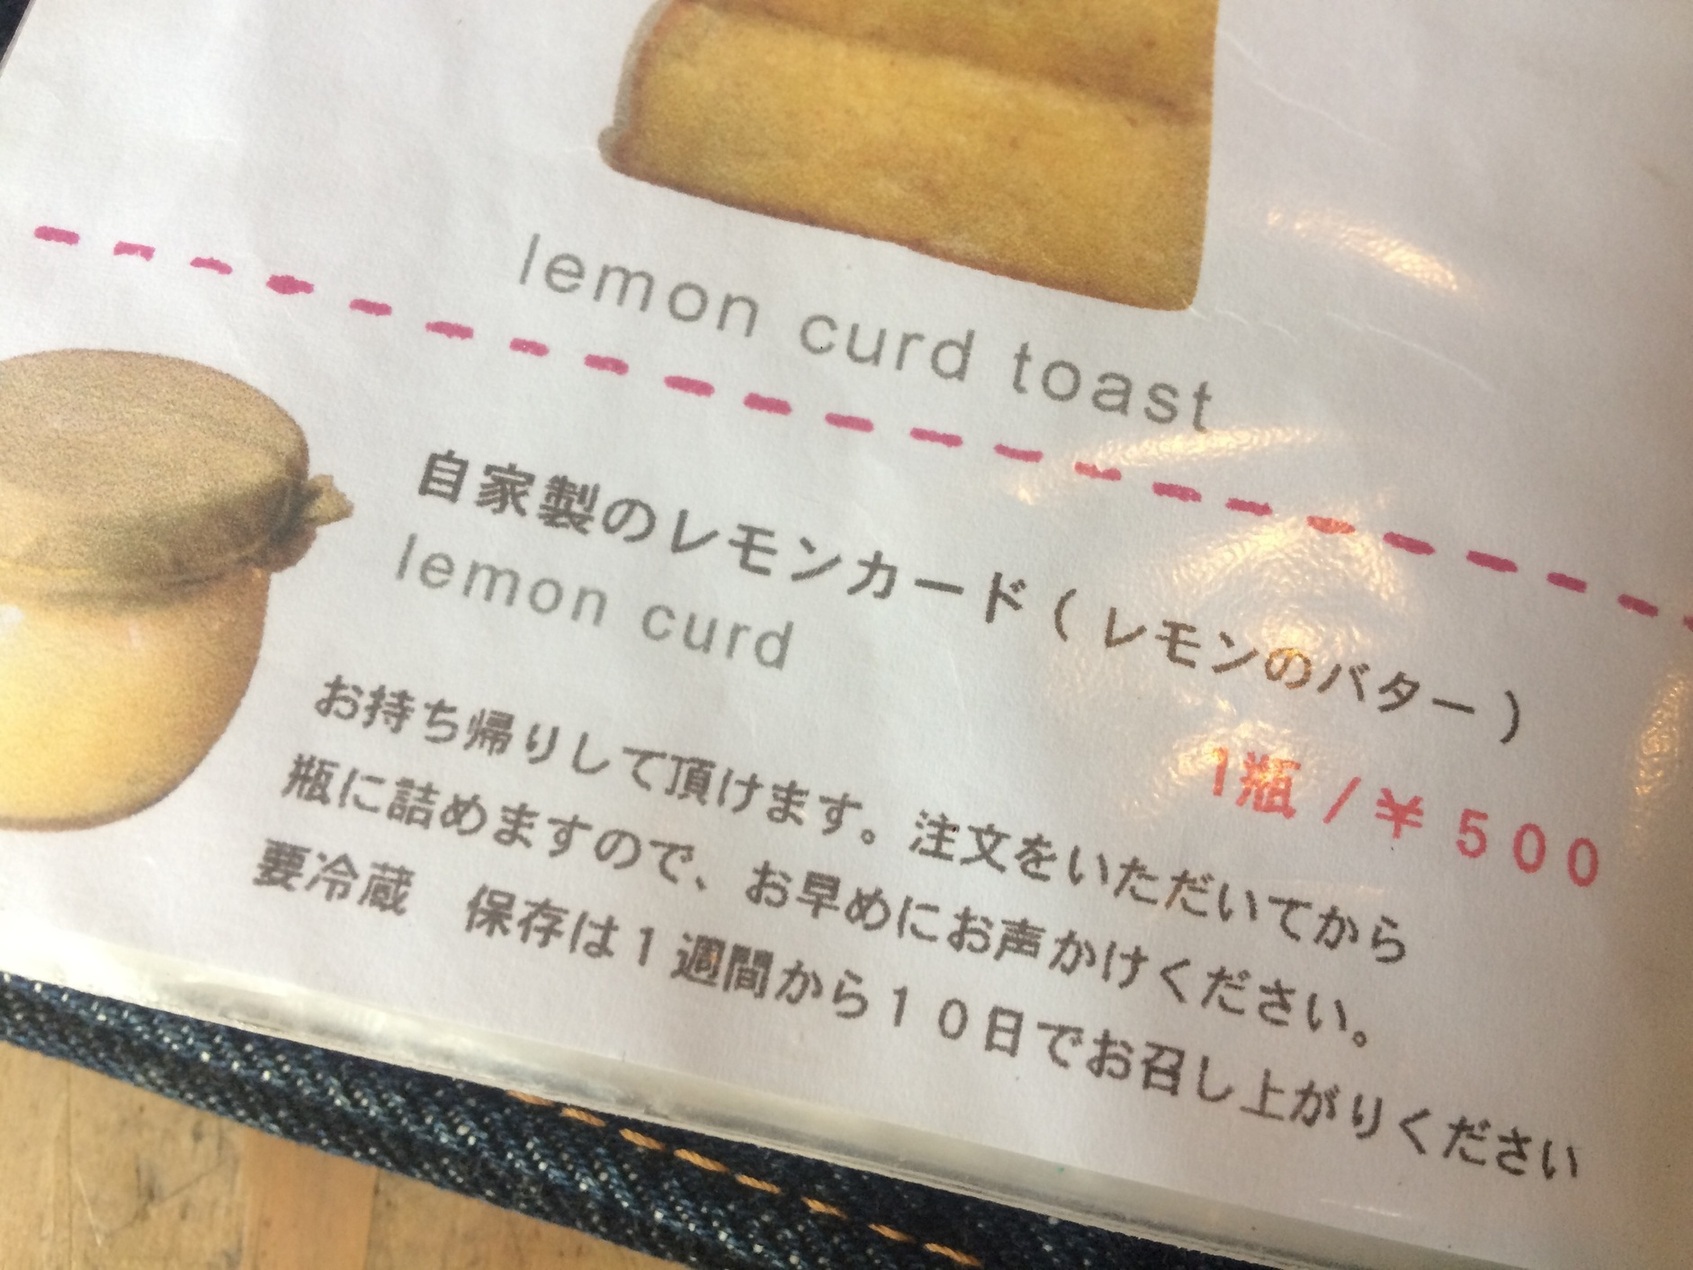 lemon curd toast
自家製のレモンカード(レモンのバター)
lemon curd
1瓶/¥500
お持ち帰りして頂けます。注文をいただいてから
瓶に詰めますので、お早めにお声かけください。
要冷蔵 保存は1週間から10日でお召し上がりください